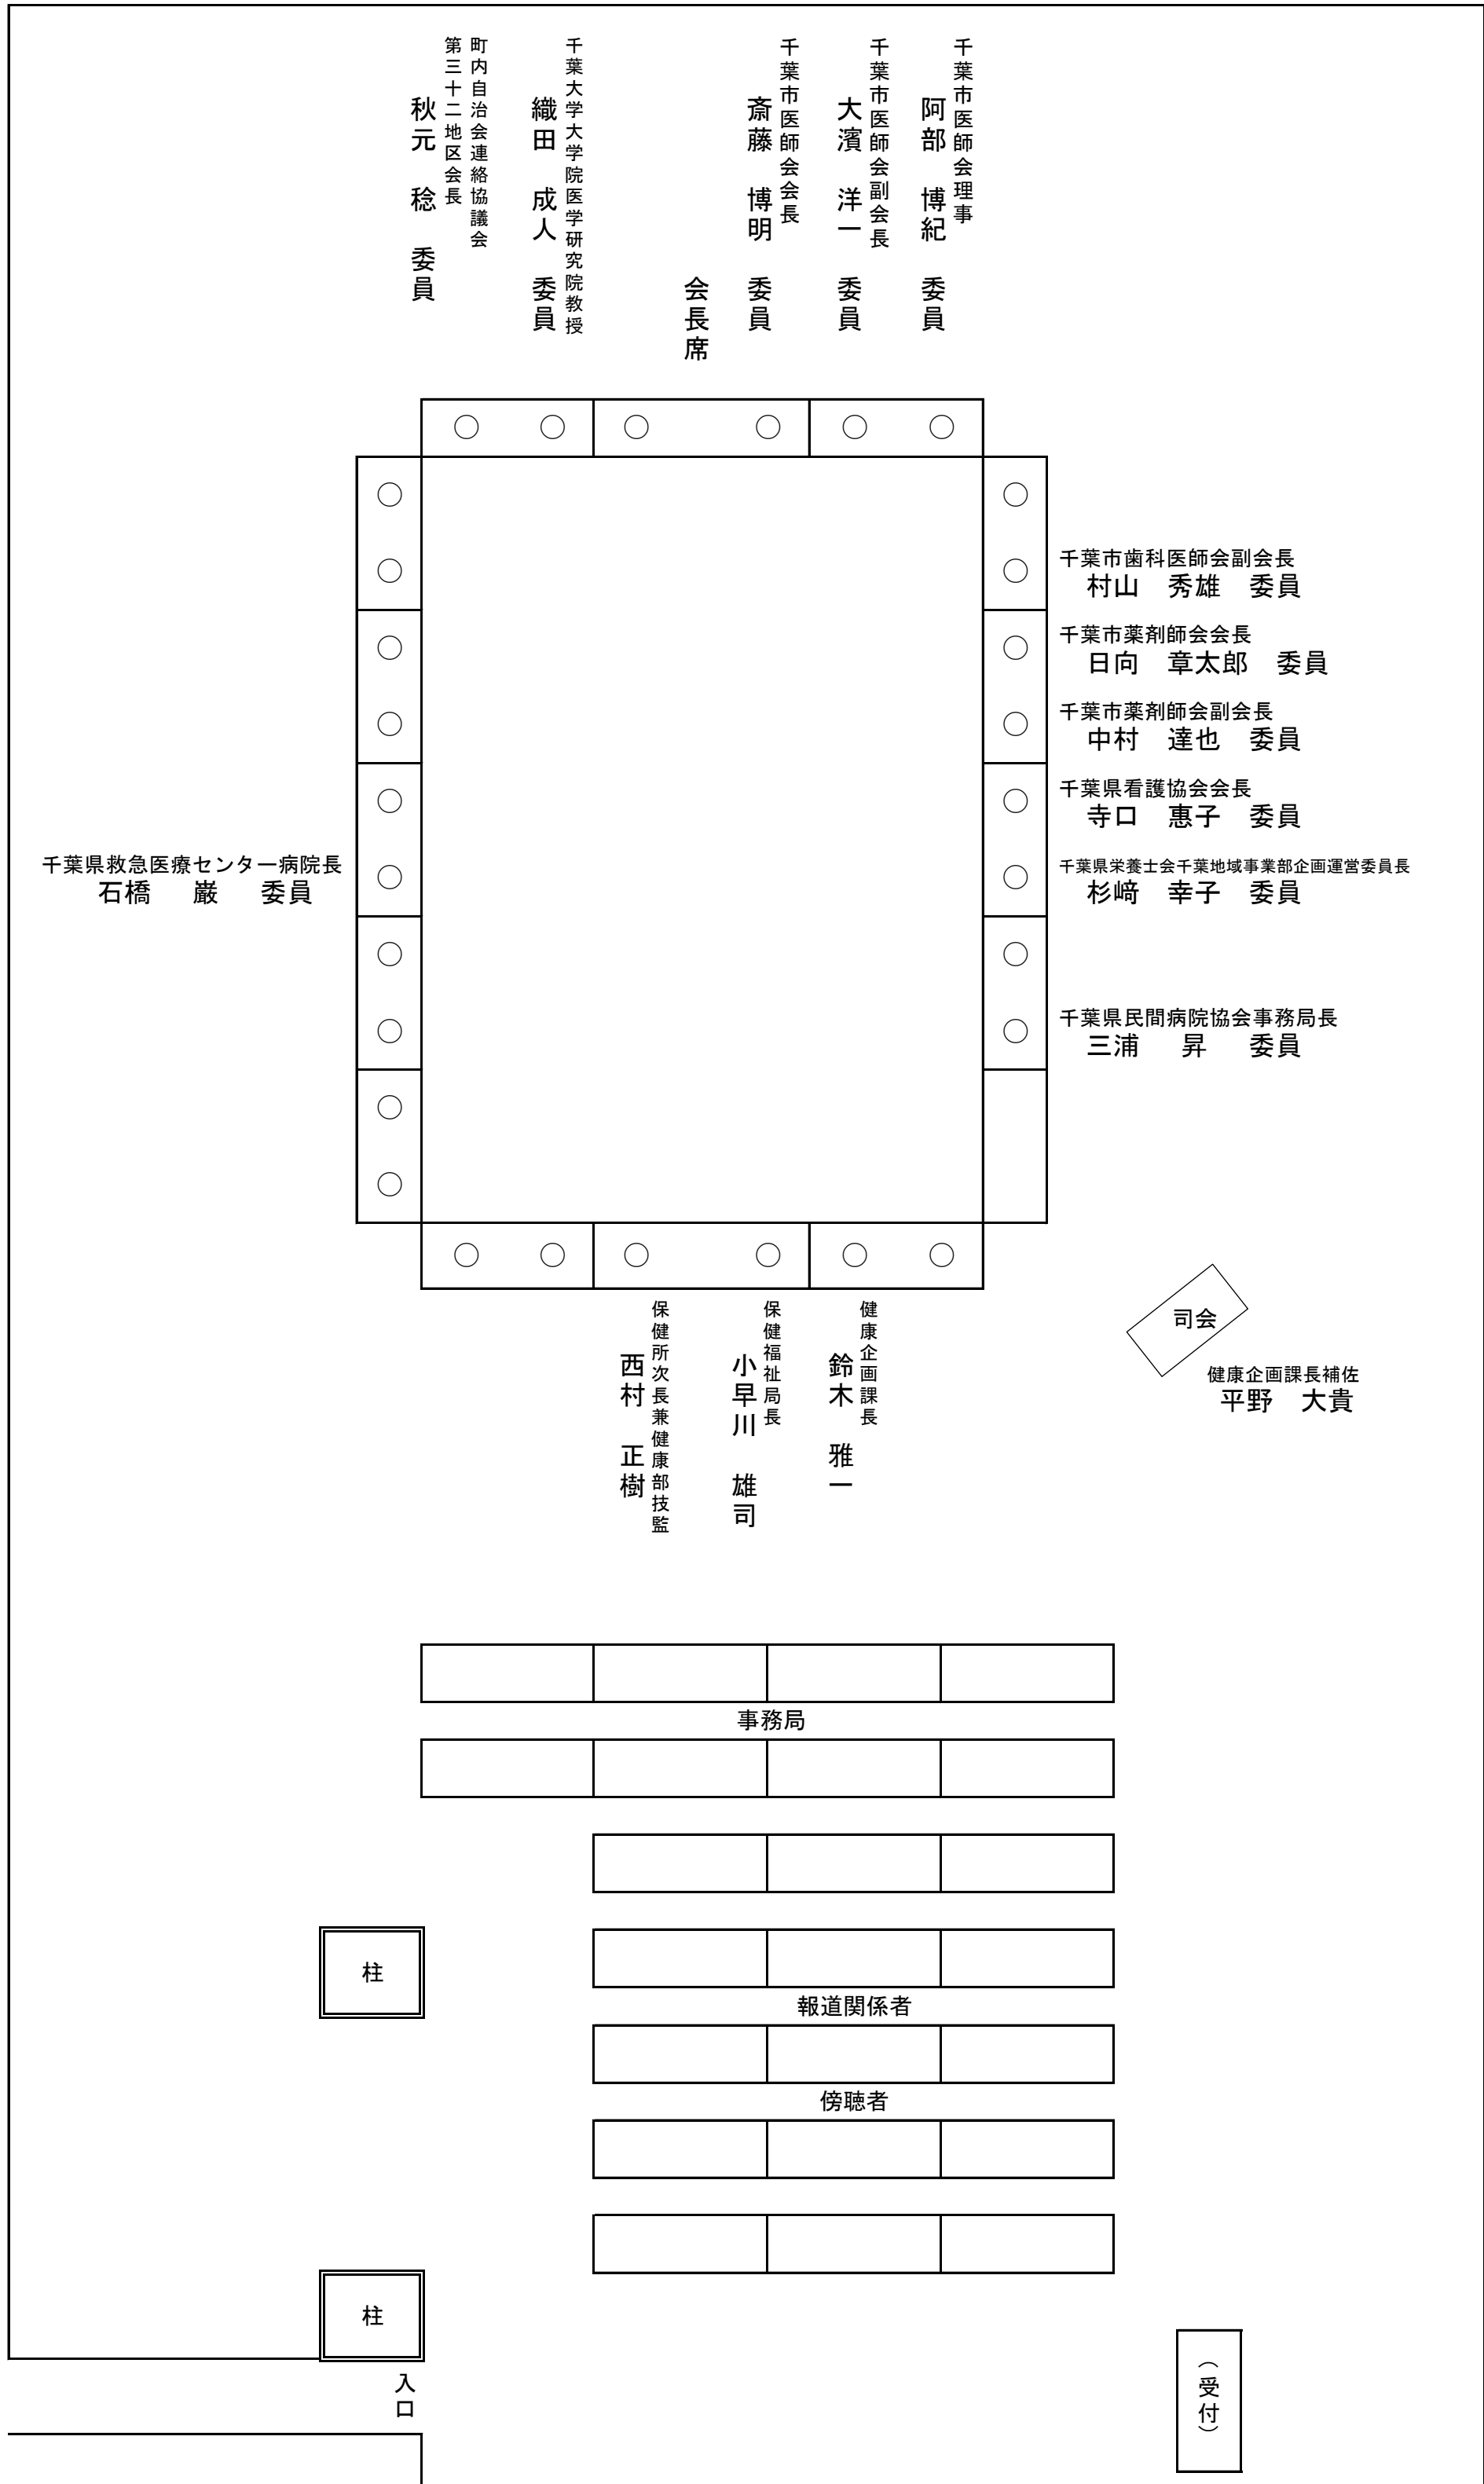 千葉市医師会理事
阿部　博紀　委員
千葉市医師会副会長
大濱　洋一　委員
千葉市医師会会長
斎藤　博明　委員
会長席
千葉大学大学院医学研究院教授
織田　成人　委員
町内自治会連絡協議会
第三十二地区会長
秋元　稔　委員
千葉市歯科医師会副会長
村山　秀雄　委員
千葉市薬剤師会会長
日向　章太郎　委員
千葉市薬剤師会副会長
中村　達也　委員
千葉県看護協会会長
寺口　惠子　委員
千葉県救急医療センター病院長
石橋　巌　委員
千葉県栄養士会千葉地域事業部企画運営委員長
杉﨑　幸子　委員
千葉県民間病院協会事務局長
三浦　昇　委員
司会
健康企画課長補佐
平野　大貴
健康企画課長
鈴木　雅一
保健福祉局長
小早川　雄司
保健所次長兼健康部技監
西村　正樹
事務局
柱
報道関係者
傍聴者
柱
入口
（受付）